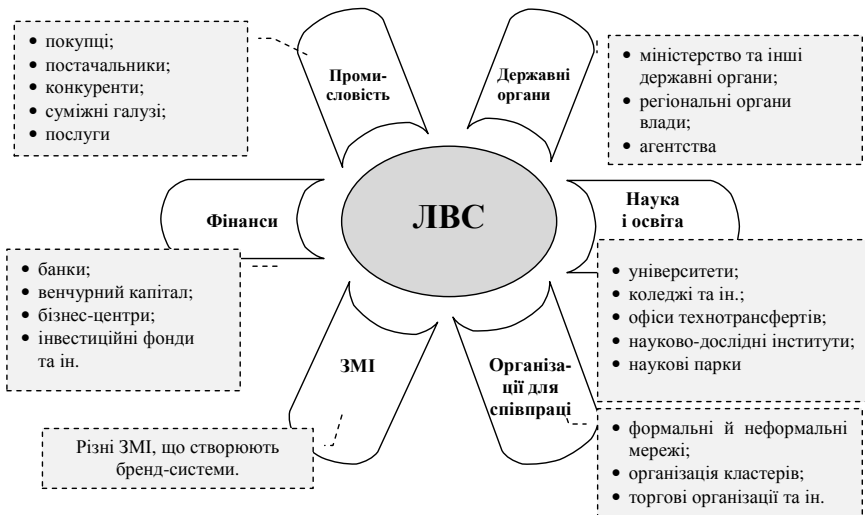 • покупці;
• постачальники;
• конкуренти;
• суміжні галузі;
• послуги
Проми-
словість
Державні
органи
• міністерство та інші
державні органи;
• регіональні органи
влади;
• агентства
Фінанси
ЛВС
Наука
і освіта
• банки;
• венчурний капітал;
• бізнес-центри;
• інвестиційні фонди
та ін.
• університети;
• коледжі та ін.;
• офіси технотрансфертів;
• науково-дослідні інститути;
• наукові парки
ЗМІ
Організа-
ції для
співпраці
Різні ЗМІ, що створюють
бренд-системи.
• формальні й неформальні
мережі;
• організація кластерів;
• торгові організації та ін.